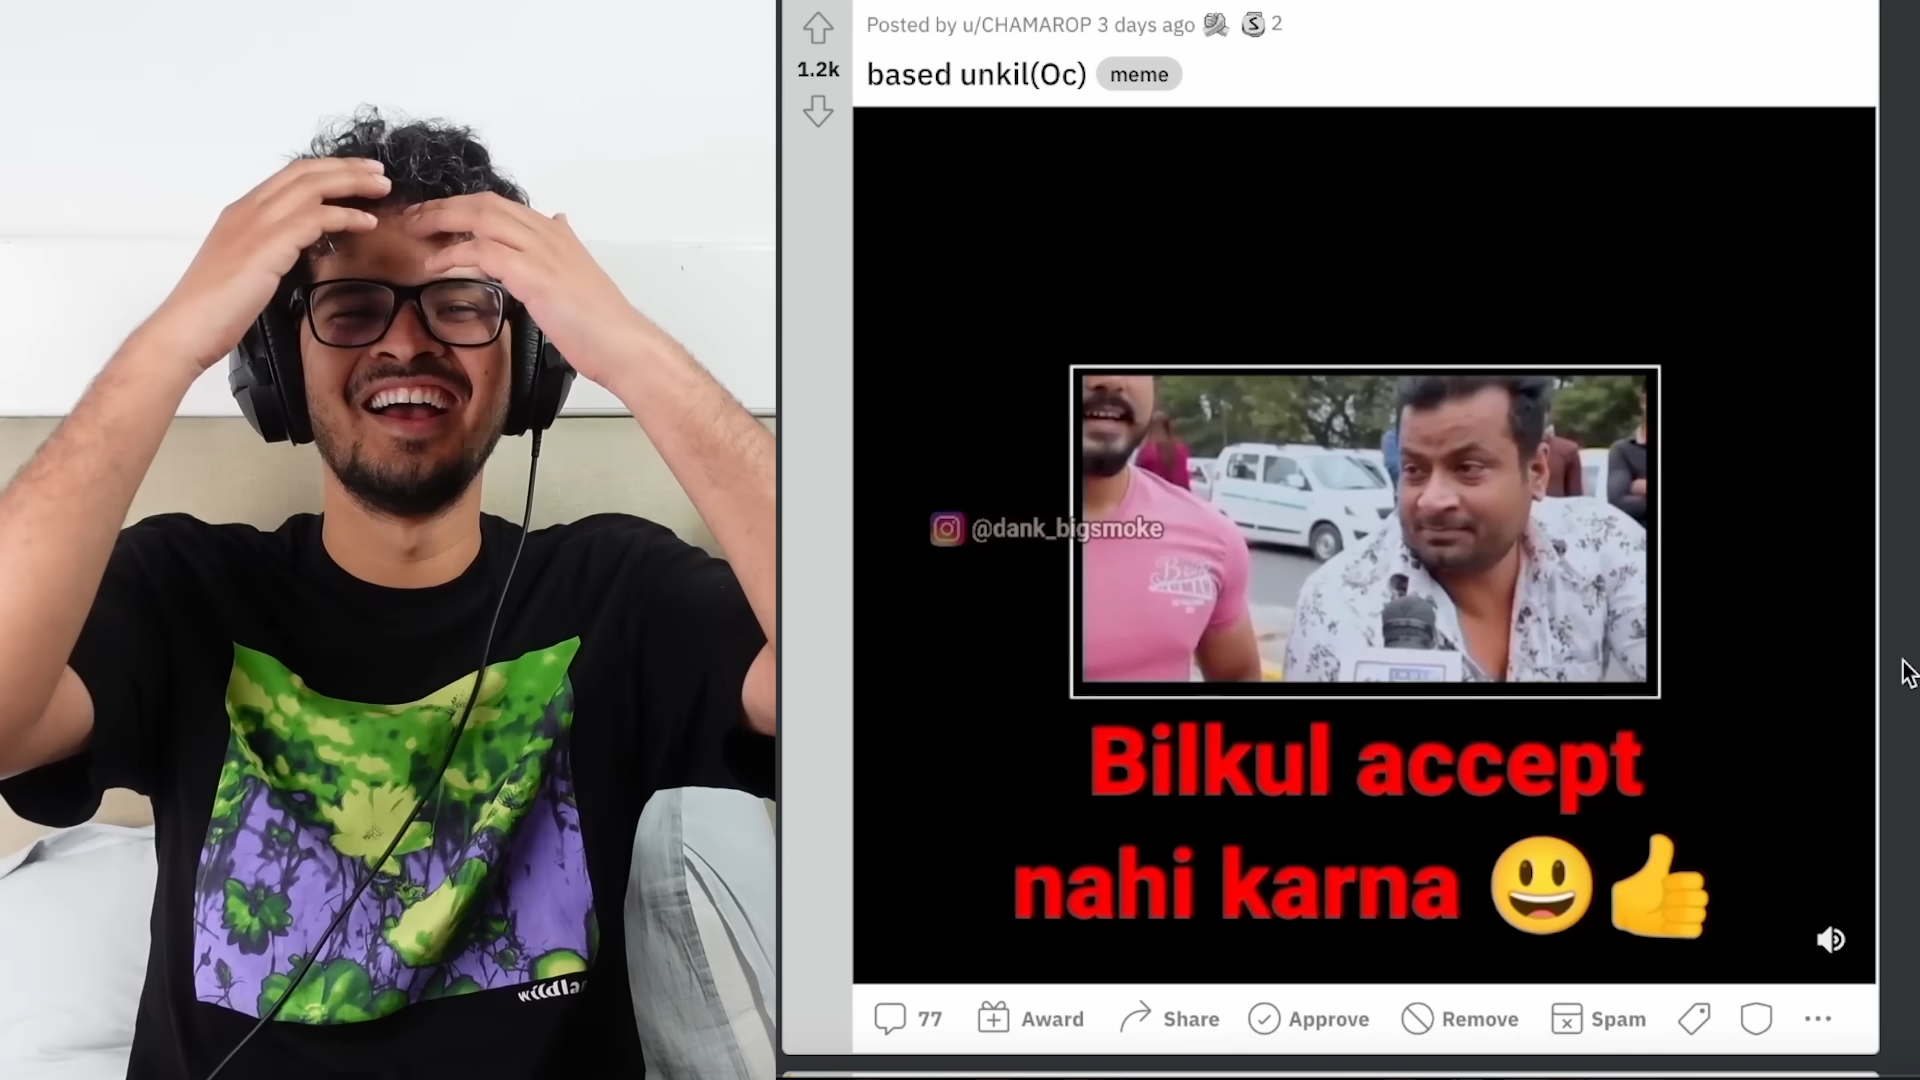 Posted by u/CHAMAROP 3 days ago 2
1.2k
based unkil(Oc) meme
@dank_bigsmoke
Bilkul accept
nahi karna 😃👍
wildla
77 Award Share Approve Remove Spam